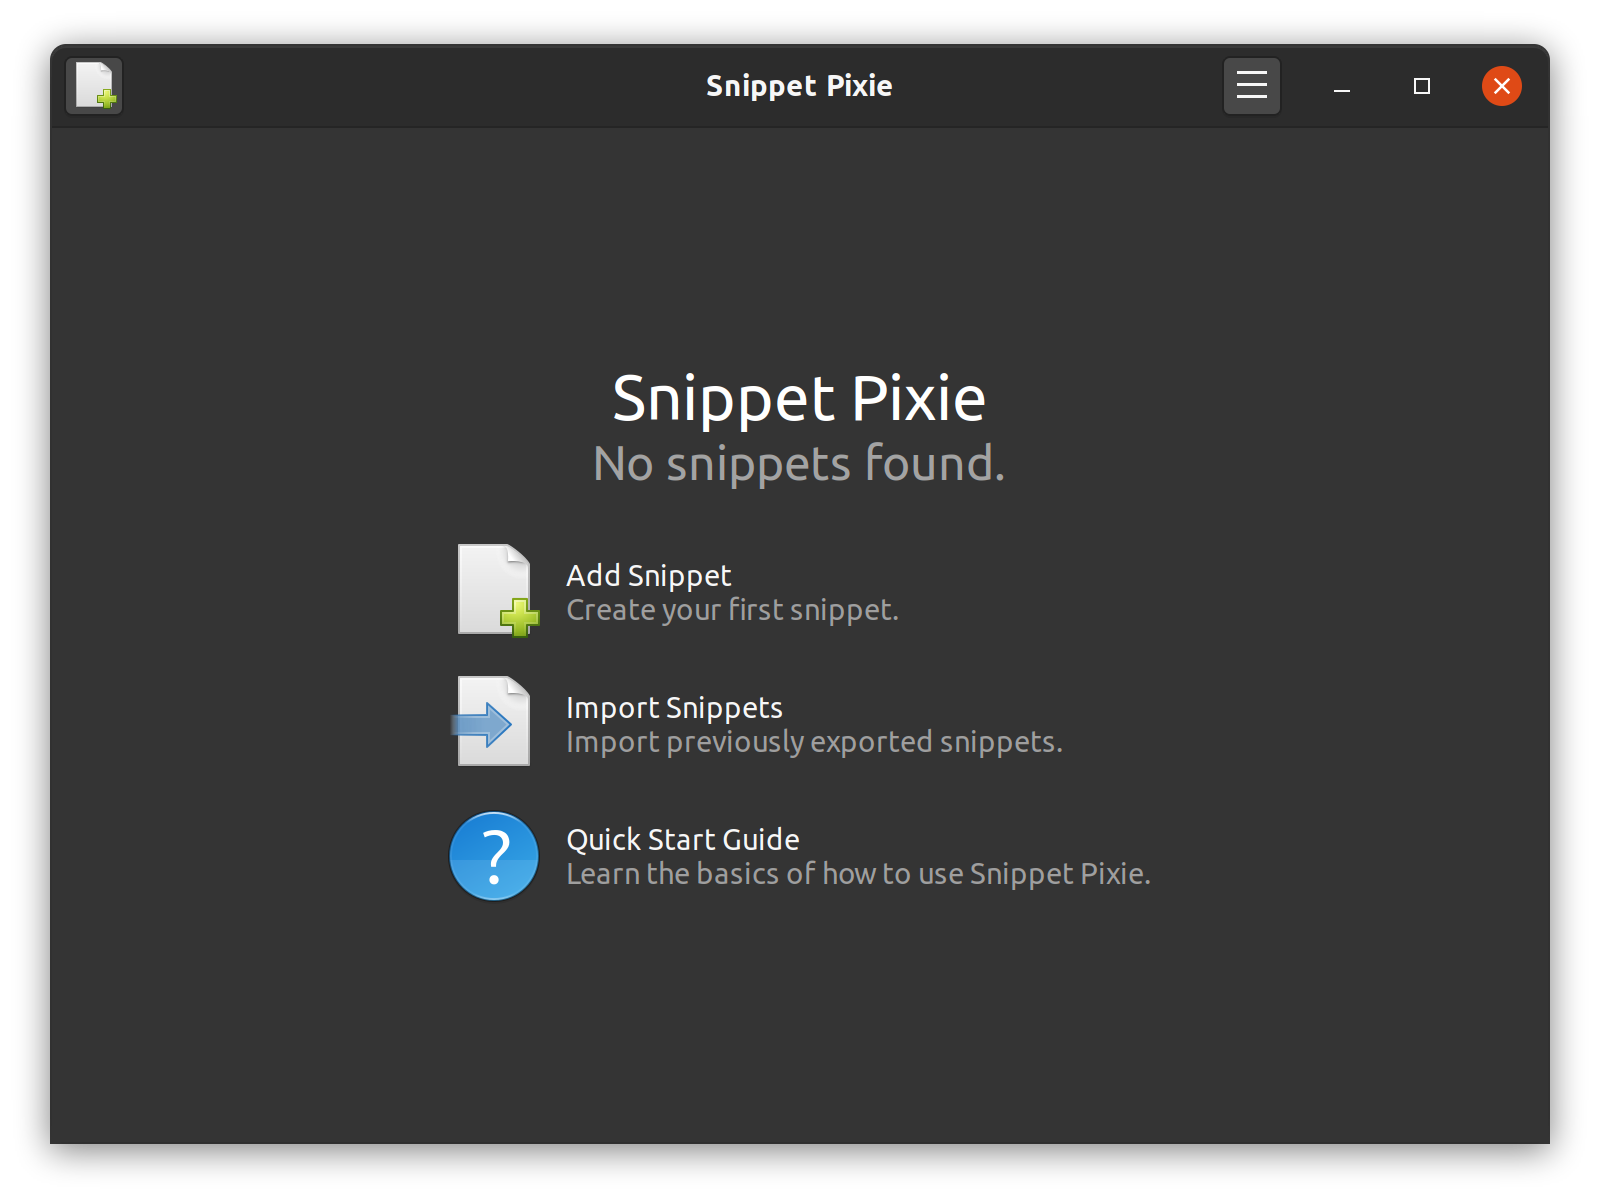 Snippet Pixie
Snippet Pixie
No snippets found.
Add Snippet
Create your first snippet.
Import Snippets
Import previously exported snippets.
?
Quick Start Guide
Learn the basics of how to use Snippet Pixie.